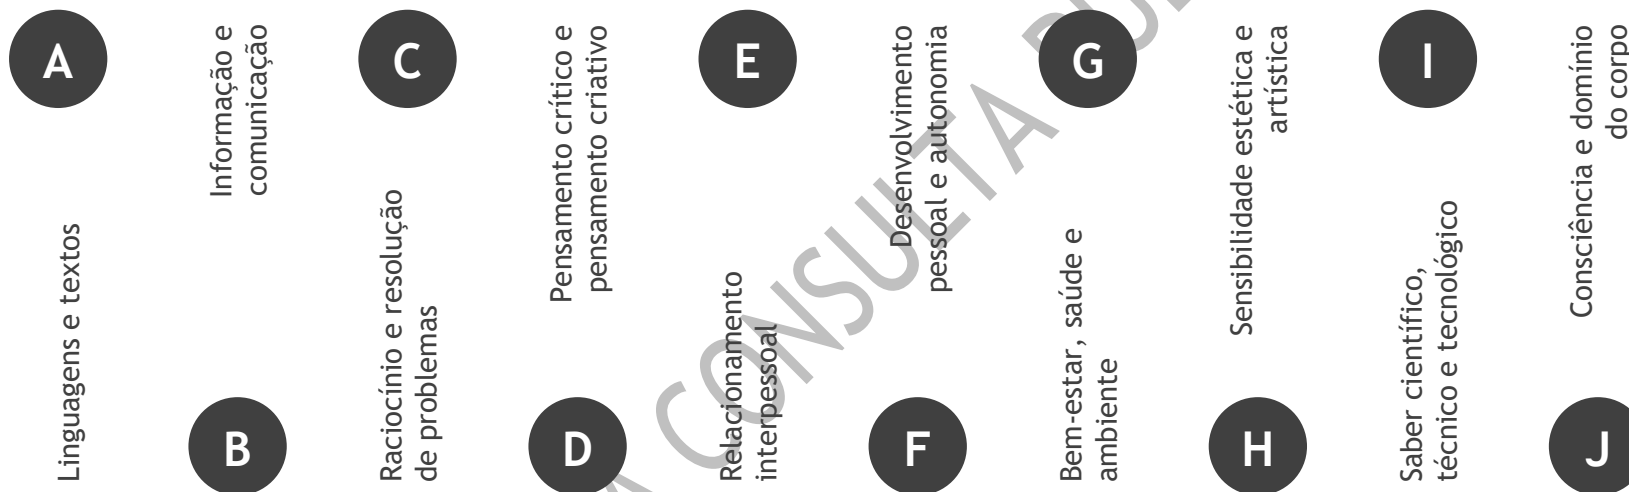 A
Linguagens e textos
Informação e
comunicação
B
C
Raciocínio e resolução
de problemas
Pensamento crítico e
pensamento criativo
D
E
Relacionamento
interpessoal
Desenvolvimento
pessoal e autonomia
F
G
Bem-estar, saúde e
ambiente
Sensibilidade estética e
artística
H
I
Saber científico,
técnico e tecnológico
Consciência e domínio
do corpo
J
A CONSULTA